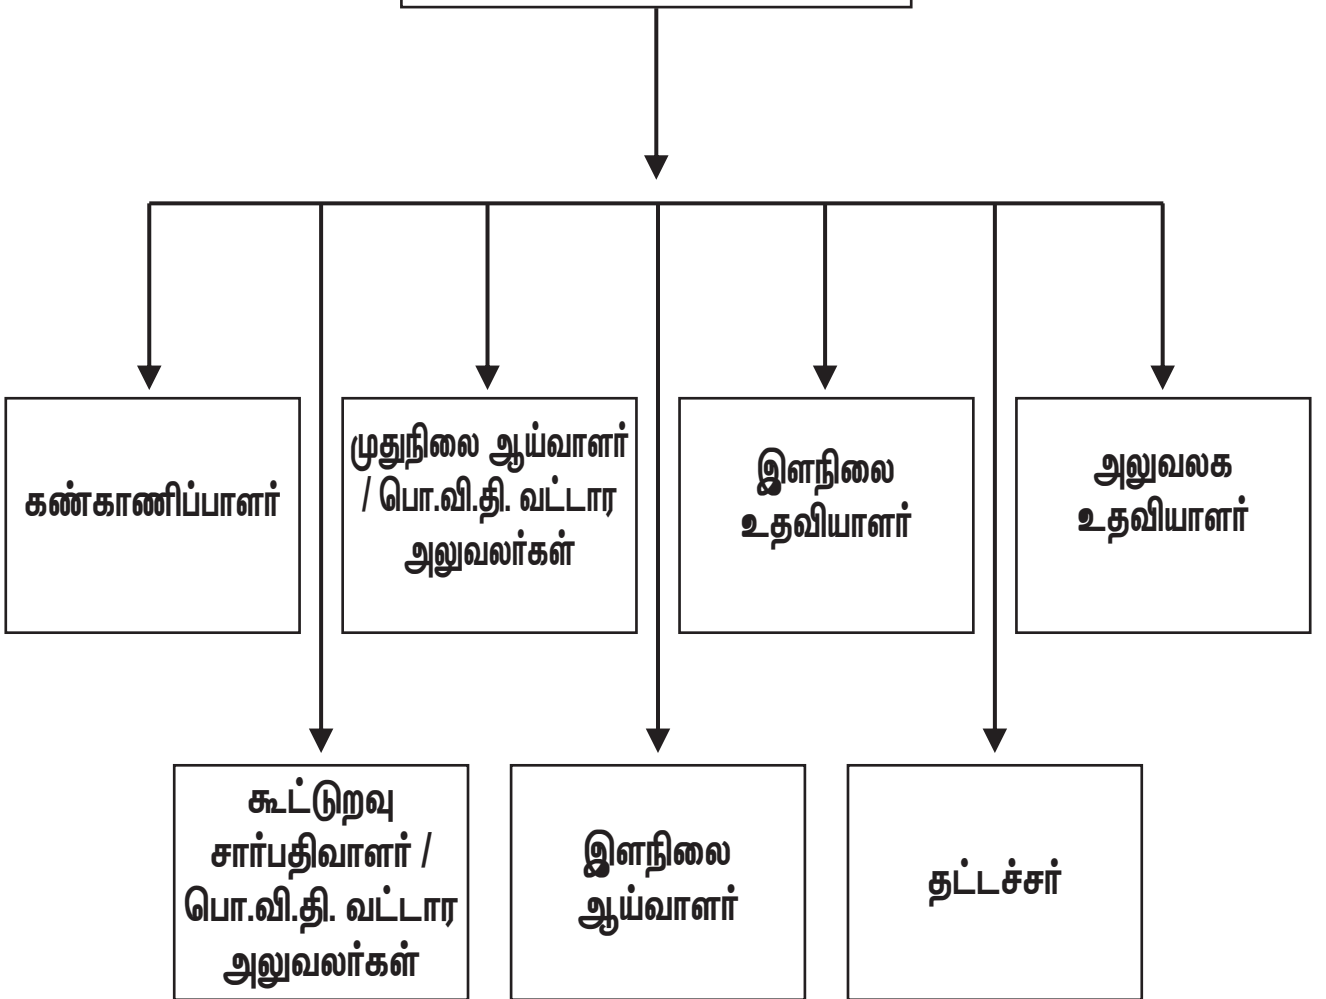 கண்காணிப்பாளர்
முதுநிலை ஆய்வாளர்
/ பொ.வி.தி. வட்டார
அலுவலர்கள்
இளநிலை
உதவியாளர்
அலுவலக
உதவியாளர்
கூட்டுறவு
சார்பதிவாளர் /
பொ.வி.தி. வட்டார
அலுவலர்கள்
இளநிலை
ஆய்வாளர்
தட்டச்சர்